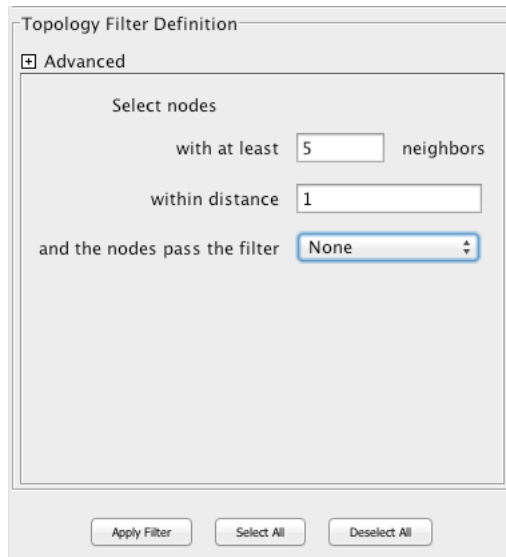 Topology Filter Definition
Advanced
Select nodes
with at least 5 neighbors
within distance 1
and the nodes pass the filter None
Apply Filter Select All Deselect All